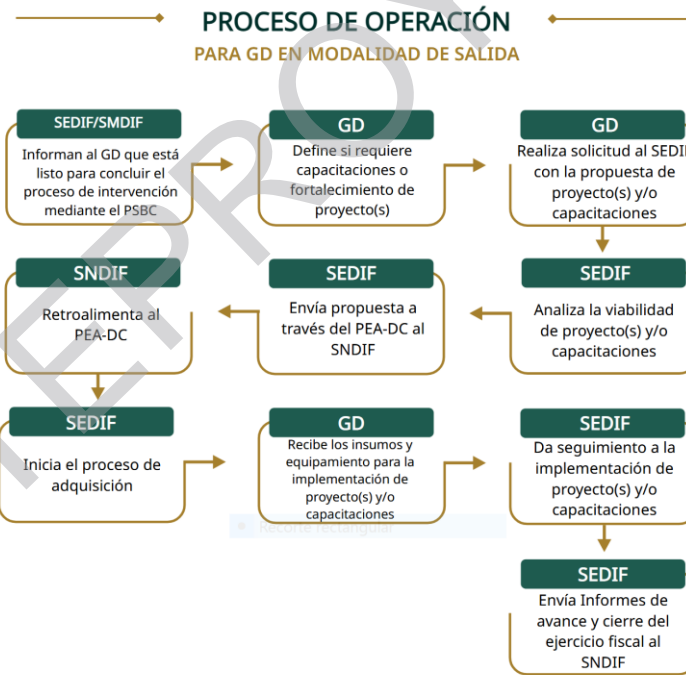 PROCESO DE OPERACIÓN
PARA GD EN MODALIDAD DE SALIDA
SEDIF/SMDIF
Informan al GD que está
listo para concluir el
proceso de intervención
mediante el PSBC
GD
Define si requiere
capacitaciones o
fortalecimiento de
proyecto(s)
GD
Realiza solicitud al SEDIF
con la propuesta de
proyecto(s) y/o
capacitaciones
SEDIF
Analiza la viabilidad
de proyecto(s) y/o
capacitaciones
SEDIF
Envía propuesta a
través del PEA-DC al
SNDIF
SNDIF
Retroalimenta al
PEA-DC
SEDIF
Inicia el proceso de
adquisición
GD
Recibe los insumos y
equipamiento para la
implementación de
proyecto(s) y/o
capacitaciones
Recorte rectangular
SEDIF
Da seguimiento a la
implementación de
proyecto(s) y/o
capacitaciones
SEDIF
Envía Informes de
avance y cierre del
ejercicio fiscal al
SNDIF